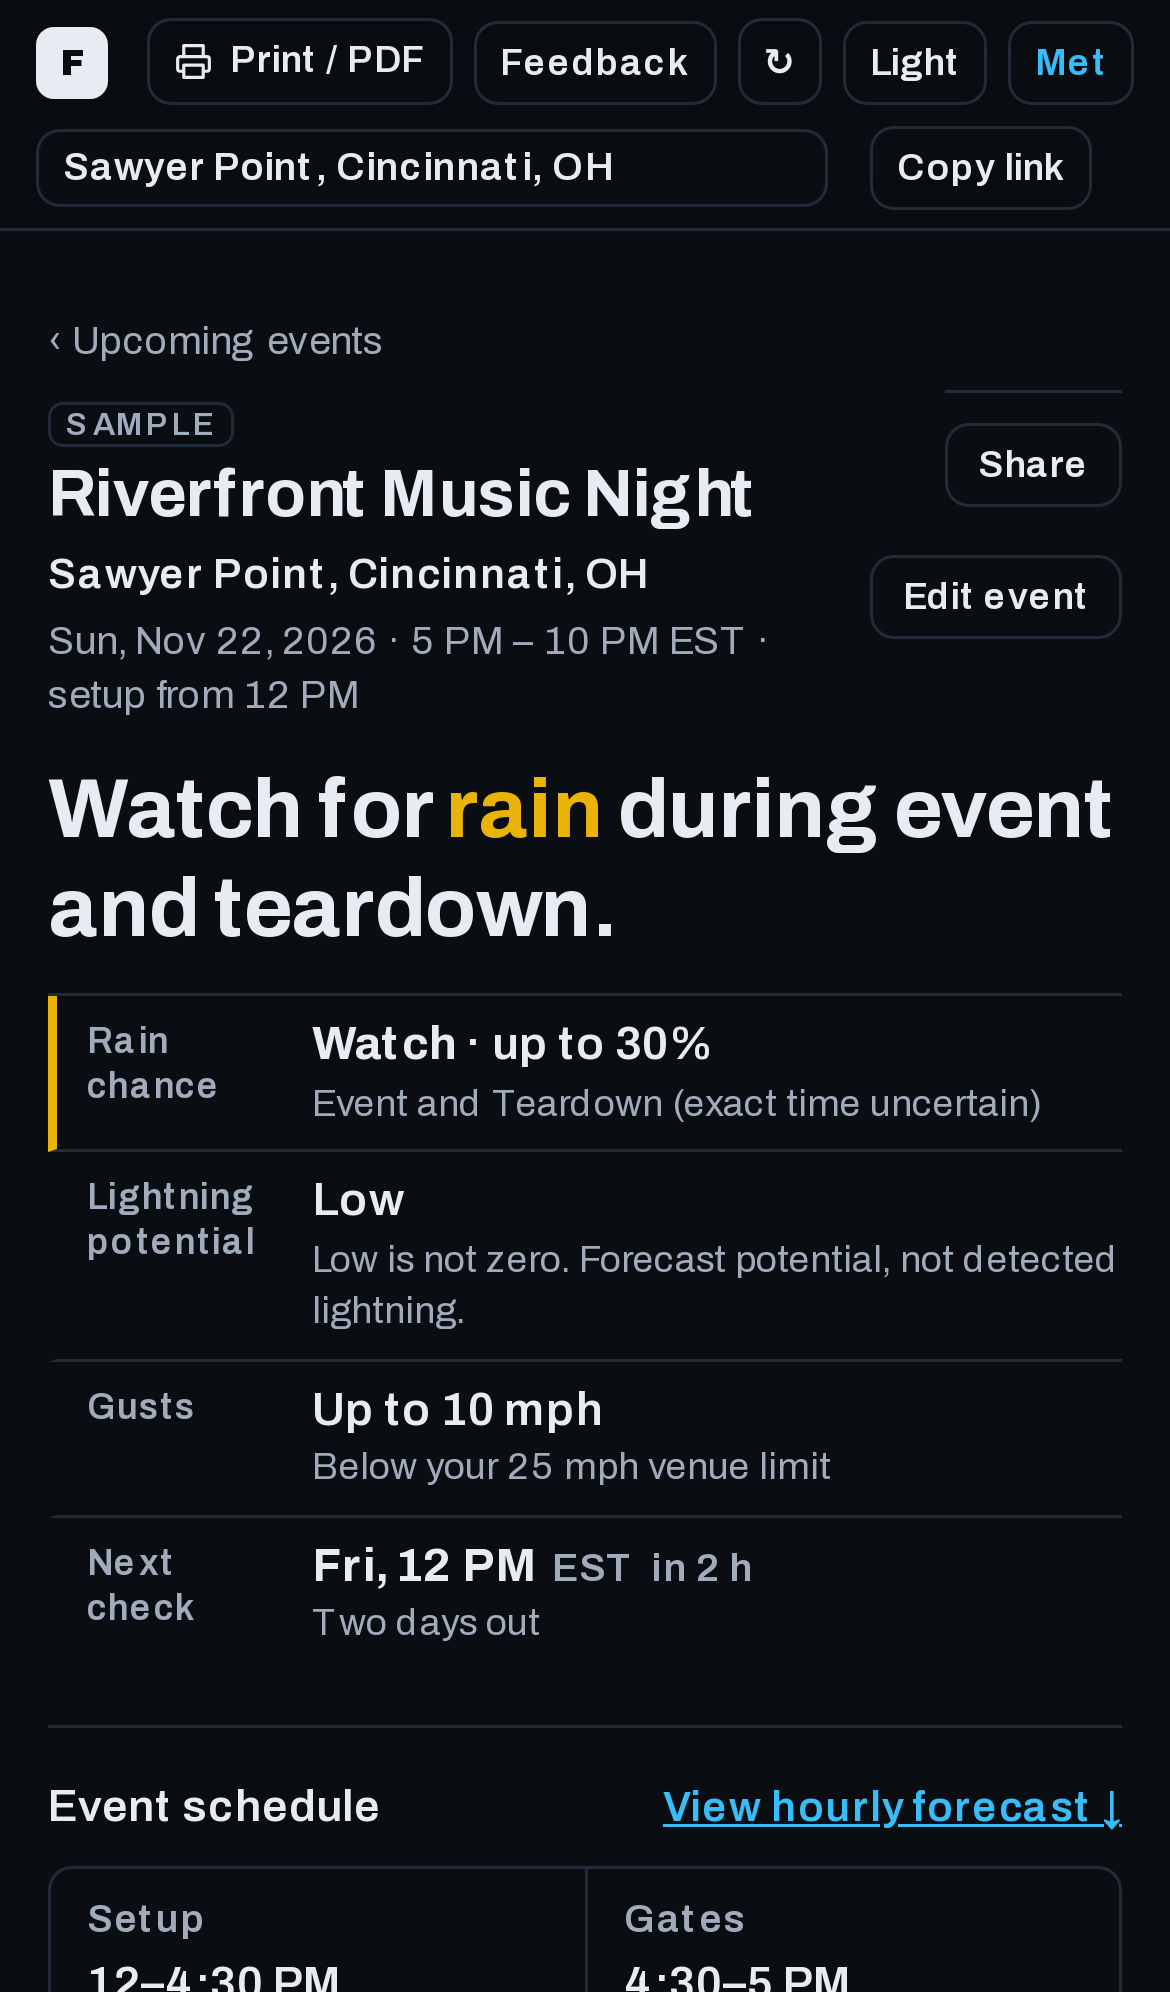 F
Print / PDF
Feedback
↻
Light
Met
Sawyer Point, Cincinnati, OH
Copy link
‹ Upcoming events
SAMPLE
Riverfront Music Night
Sawyer Point, Cincinnati, OH
Sun, Nov 22, 2026 · 5 PM – 10 PM EST ·
setup from 12 PM
Share
Edit event
Watch for rain during event
and teardown.
Rain
chance
Watch · up to 30%
Event and Teardown (exact time uncertain)
Lightning
potential
Low
Low is not zero. Forecast potential, not detected
lightning.
Gusts
Up to 10 mph
Below your 25 mph venue limit
Next
check
Fri, 12 PM EST in 2 h
Two days out
Event schedule
View hourly forecast ↓
Setup
12–4:30 PM
Gates
4:30–5 PM